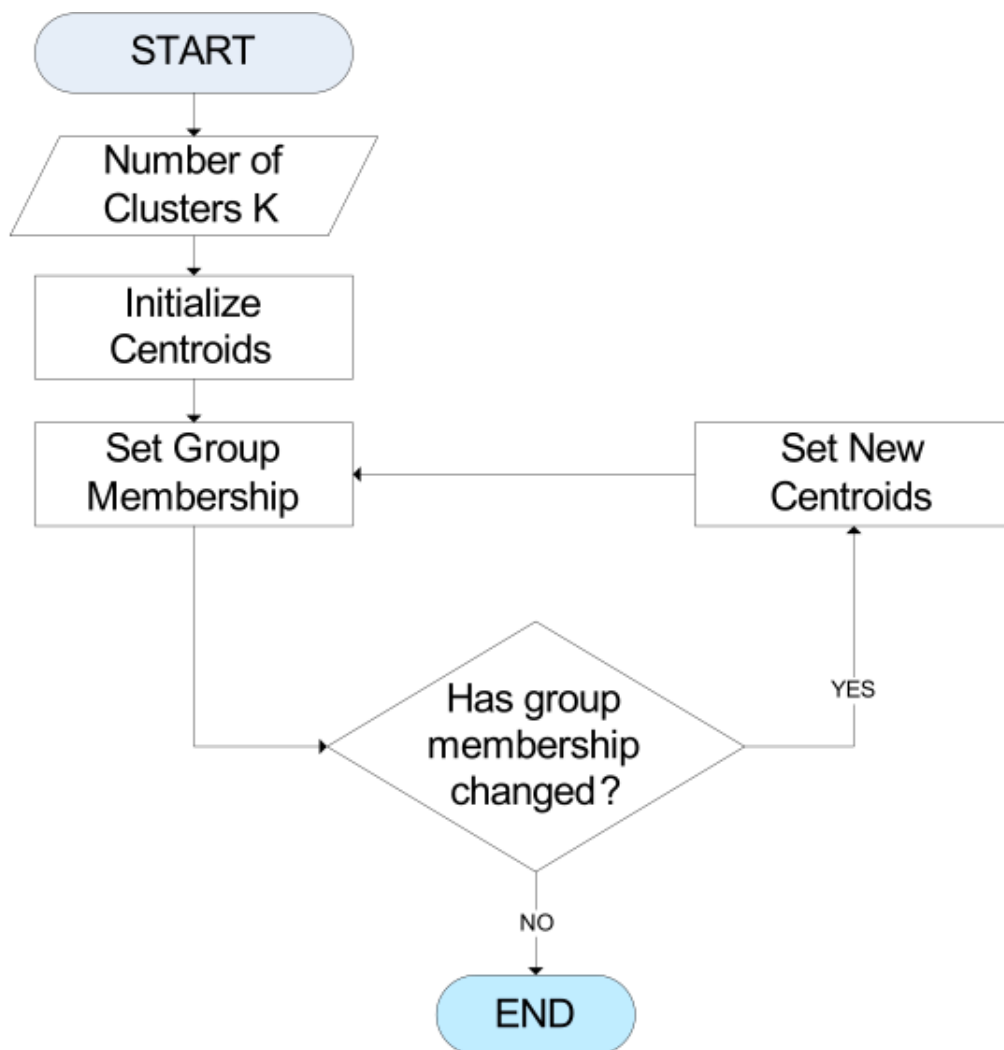 START
Number of
Clusters K
Initialize
Centroids
Set Group
Membership
Set New
Centroids
Has group
membership
changed?
YES
NO
END